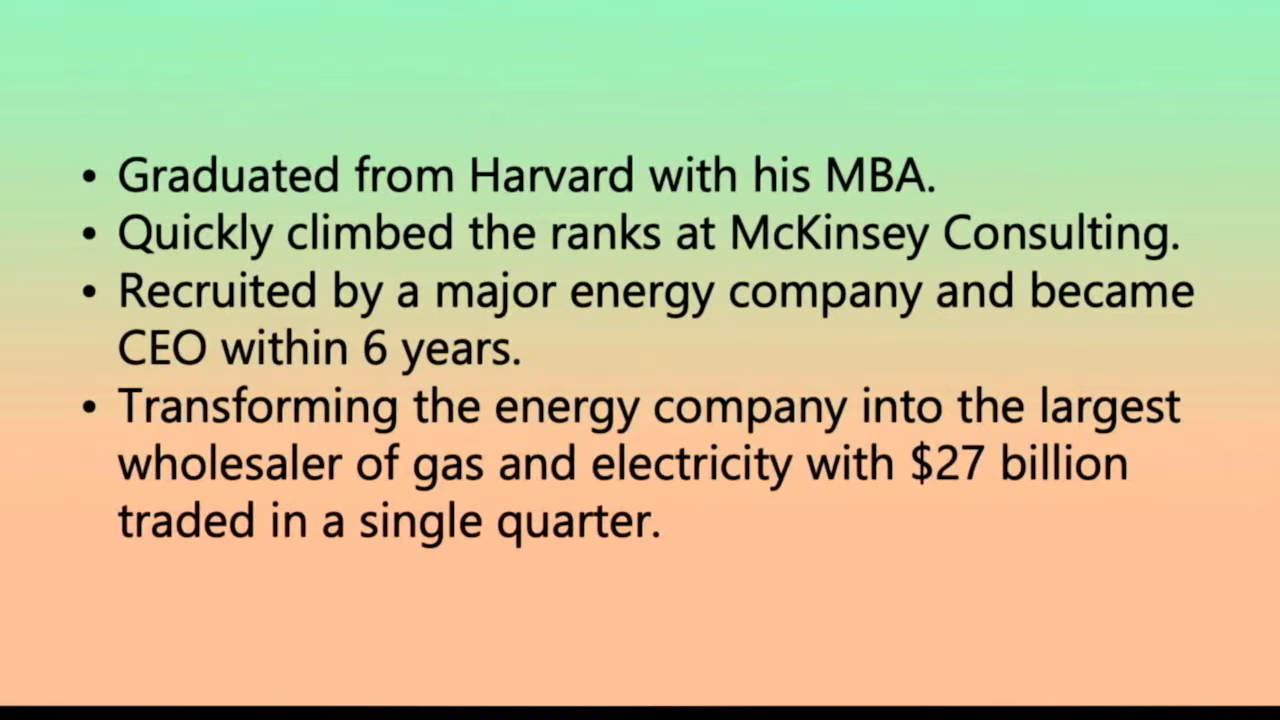 • Graduated from Harvard with his MBA.
• Quickly climbed the ranks at McKinsey Consulting.
• Recruited by a major energy company and became
CEO within 6 years.
• Transforming the energy company into the largest
wholesaler of gas and electricity with $27 billion
traded in a single quarter.